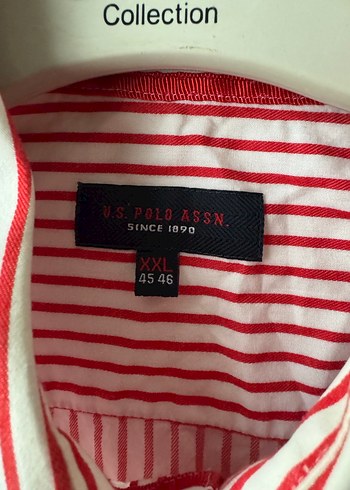 Collection
U.S. POLO ASSN.
SINCE 1890
XXL
45 46